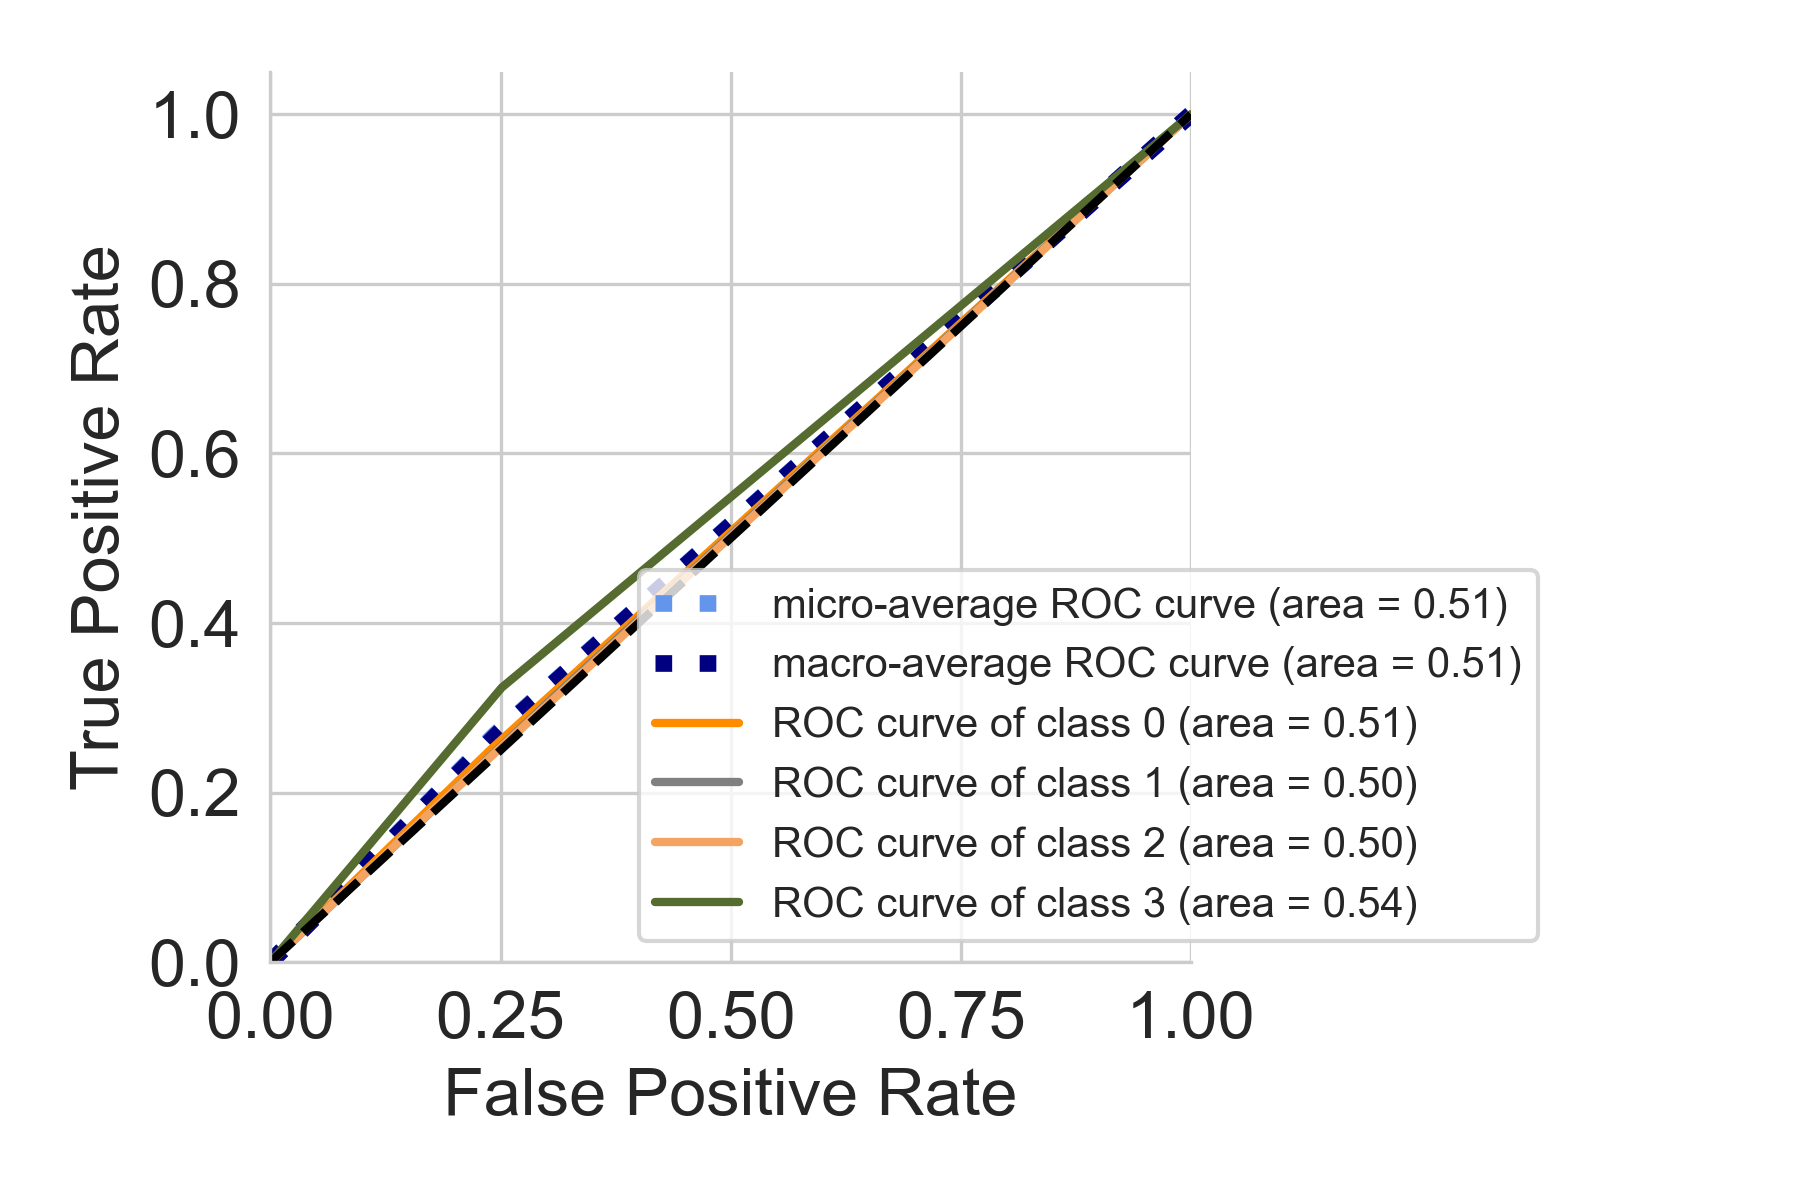 True Positive Rate
1.0
0.8
0.6
0.4
0.2
0.0
0.00 0.25 0.50 0.75 1.00
False Positive Rate
micro-average ROC curve (area = 0.51)
macro-average ROC curve (area = 0.51)
ROC curve of class 0 (area = 0.51)
ROC curve of class 1 (area = 0.50)
ROC curve of class 2 (area = 0.50)
ROC curve of class 3 (area = 0.54)